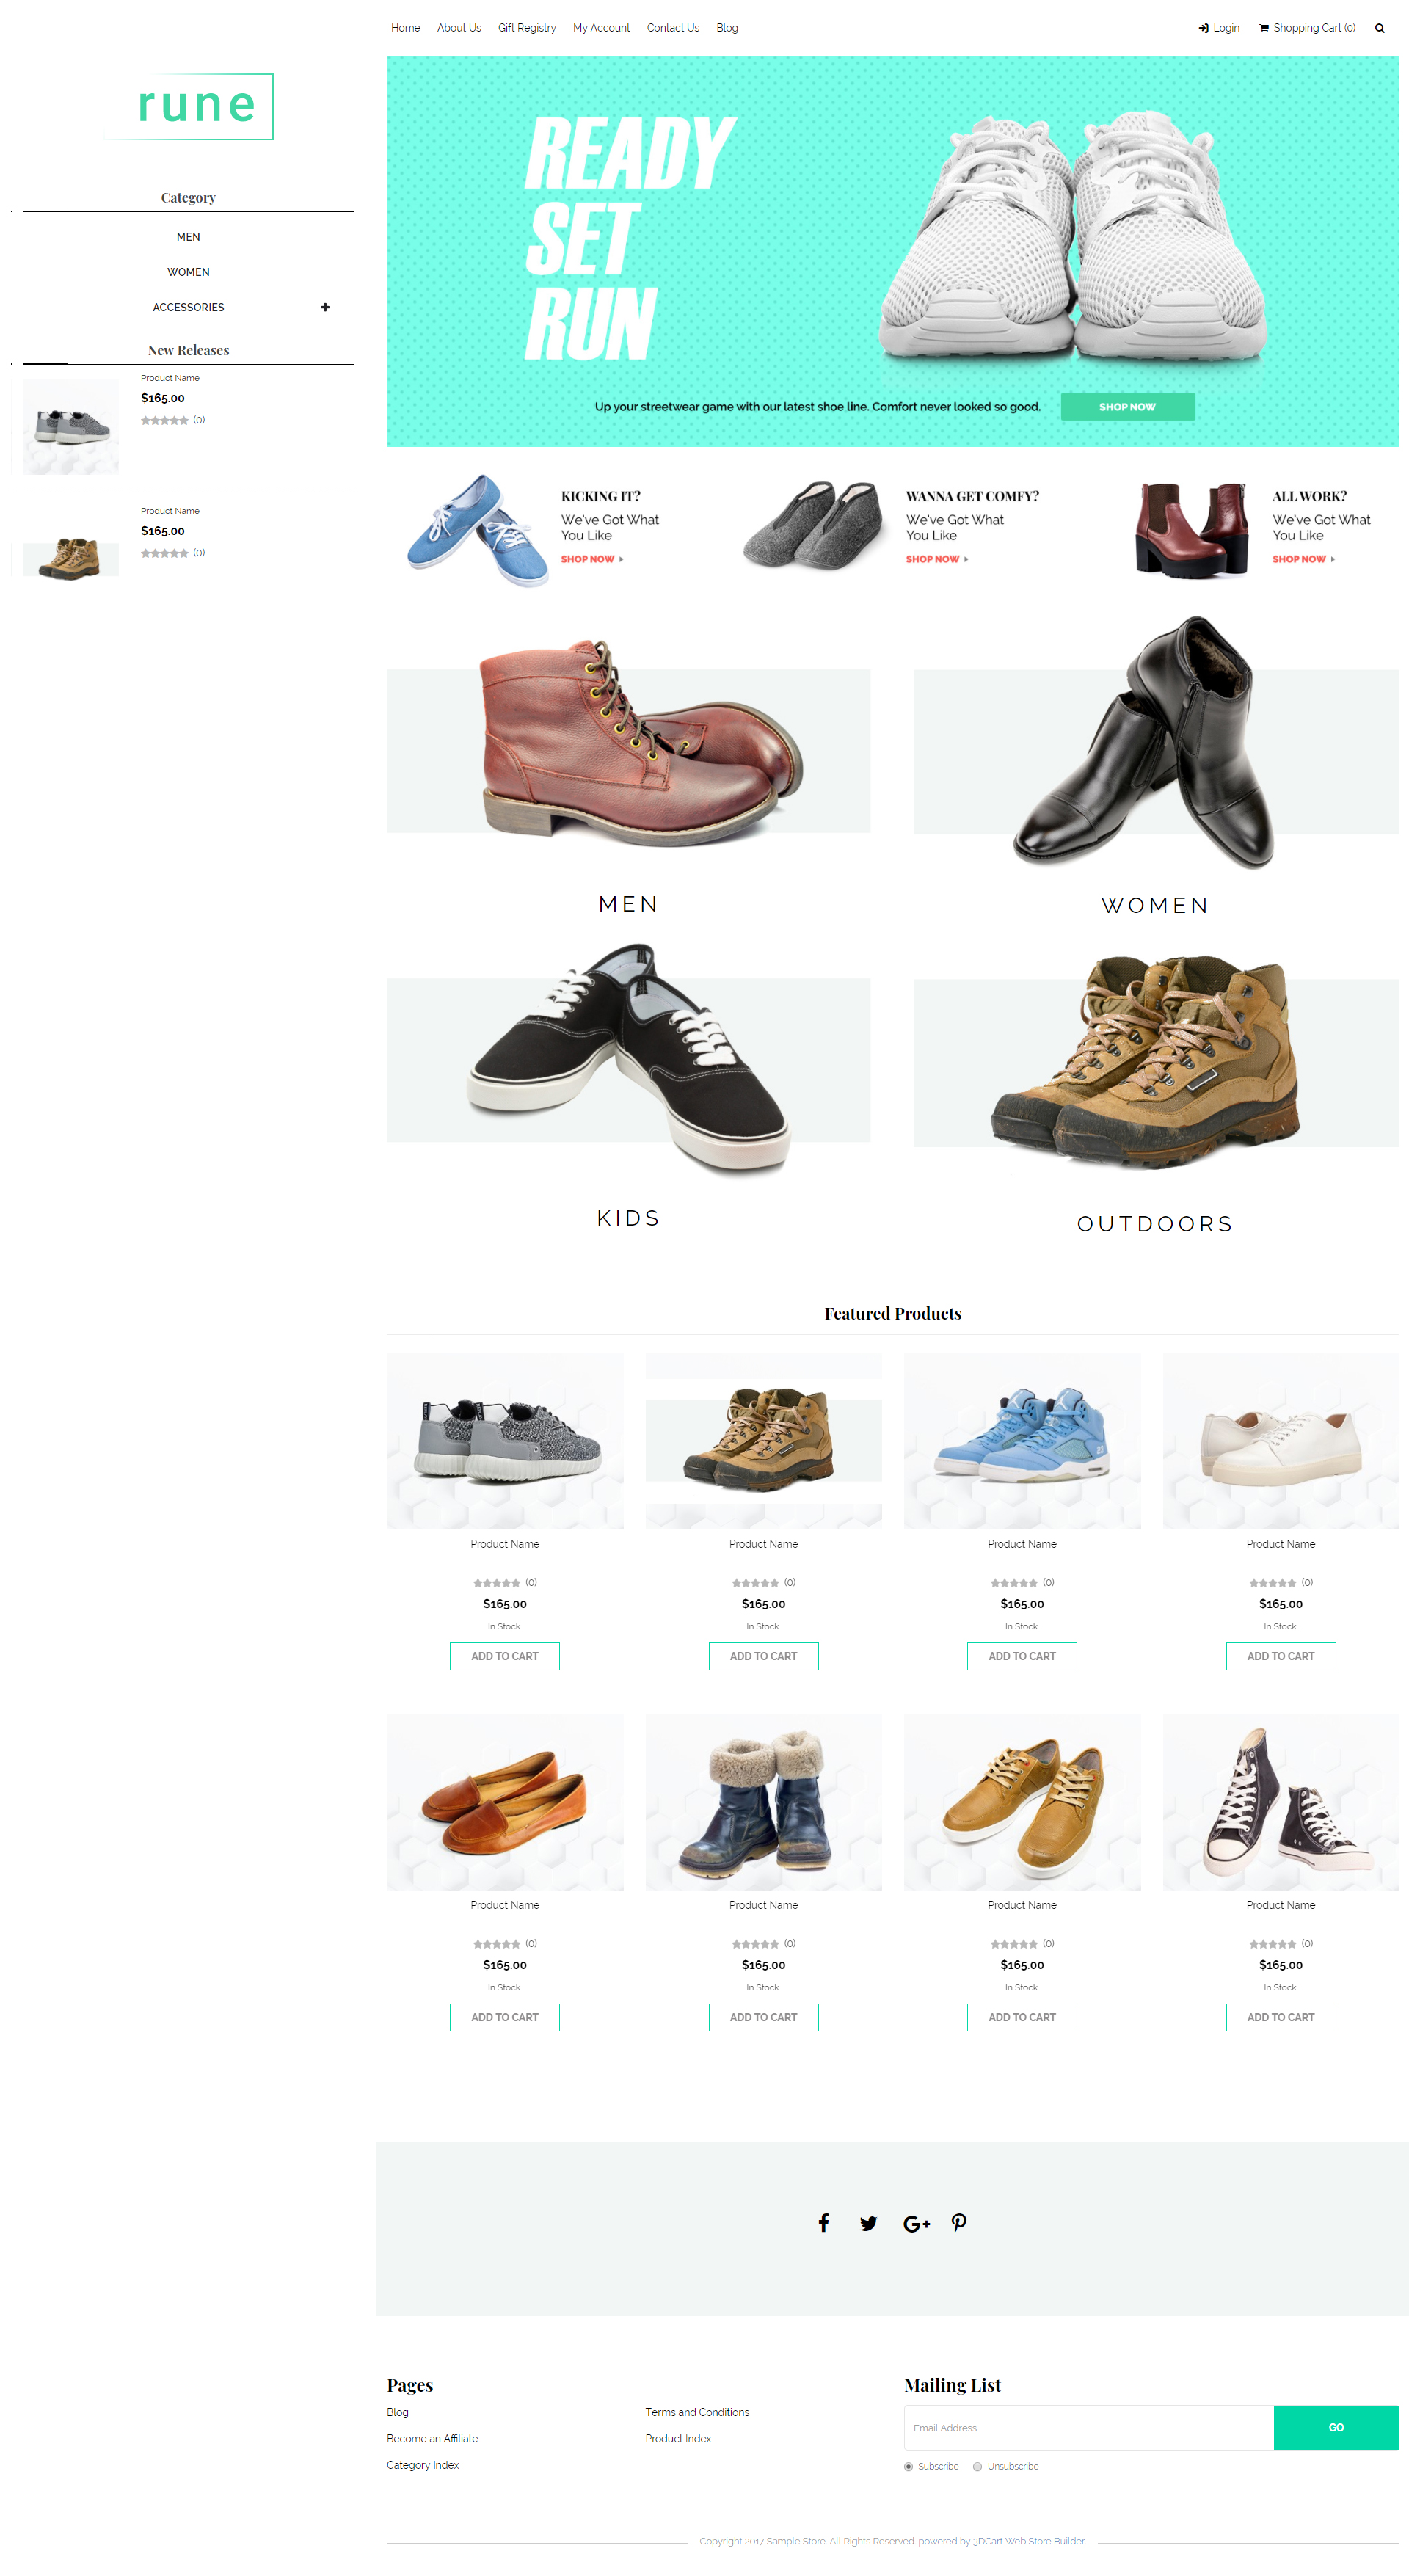 Home About Us Gift Registry My Account Contact Us Blog
Login Shopping Cart (0)
rune
Category
MEN
WOMEN
ACCESSORIES
New Releases
Product Name
$165.00
(0)
Product Name
$165.00
(0)
READY
SET
RUN
Up your streetwear game with our latest shoe line. Comfort never looked so good.
SHOP NOW
KICKING IT?
We've Got What
You Like
SHOP NOW
WANNA GET COMFY?
We've Got What
You Like
SHOP NOW
ALL WORK?
We've Got What
You Like
SHOP NOW
MEN
WOMEN
KIDS
OUTDOORS
Featured Products
Product Name
(0)
$165.00
In Stock.
ADD TO CART
Product Name
(0)
$165.00
In Stock.
ADD TO CART
Product Name
(0)
$165.00
In Stock.
ADD TO CART
Product Name
(0)
$165.00
In Stock.
ADD TO CART
Product Name
(0)
$165.00
In Stock.
ADD TO CART
Product Name
(0)
$165.00
In Stock.
ADD TO CART
Product Name
(0)
$165.00
In Stock.
ADD TO CART
Product Name
(0)
$165.00
In Stock.
ADD TO CART
Pages
Blog
Become an Affiliate
Category Index
Terms and Conditions
Product Index
Mailing List
Email Address
GO
Subscribe Unsubscribe
Copyright 2017 Sample Store. All Rights Reserved. powered by 3DCart Web Store Builder.